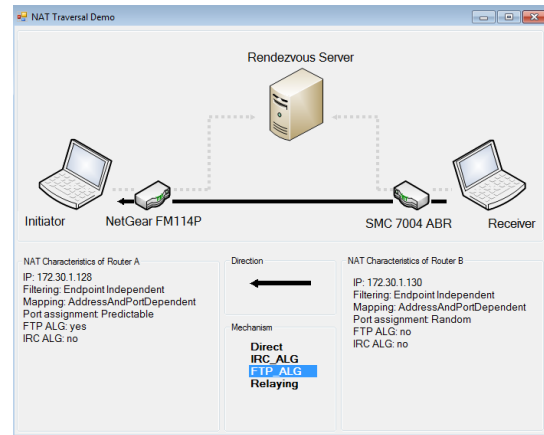 NAT Traversal Demo
Rendezvous Server
Initiator
NetGear FM114P
SMC 7004 ABR
Receiver
NAT Characteristics of Router A
IP: 172.30.1.128
Filtering: Endpoint Independent
Mapping: AddressAndPortDependent
Port assignment: Predictable
FTP ALG: yes
IRC ALG: no
Direction
Mechanism
Direct
IRC_ALG
FTP_ALG
Relaying
NAT Characteristics of Router B
IP: 172.30.1.130
Filtering: Endpoint Independent
Mapping: AddressAndPortDependent
Port assignment: Random
FTP ALG: no
IRC ALG: no